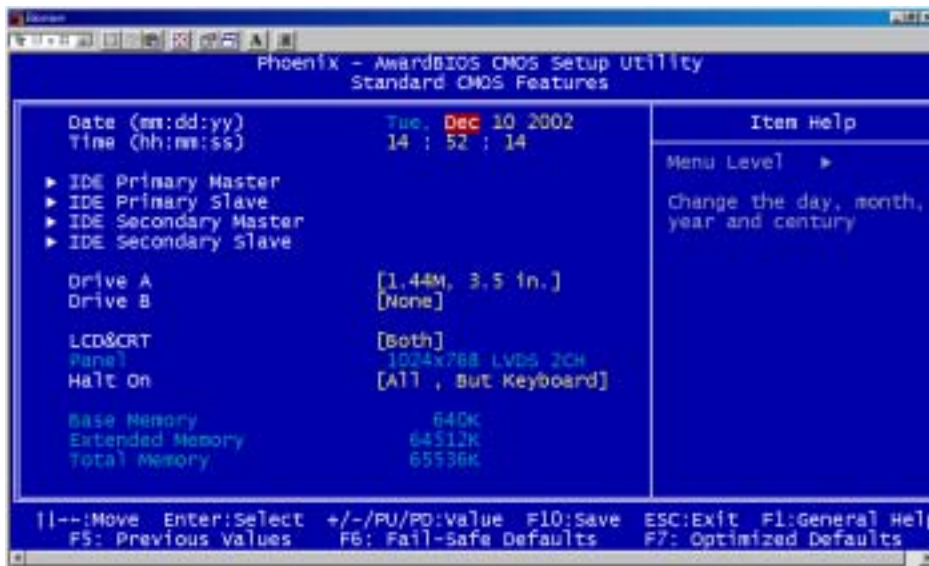 Phoenix - AwardBIOS CMOS Setup Utility
Standard CMOS Features
Date (mm:dd:yy) Tue, Dec 10 2002
Time (hh:mm:ss) 14 : 52 : 14
► IDE Primary Master
► IDE Primary Slave
► IDE Secondary Master
► IDE Secondary Slave
Drive A [1.44M, 3.5 in.]
Drive B [None]
LCD&CRT [Both]
Panel 1024x768 LVDS 2CH
Halt On [All , But Keyboard]
Base Memory 640K
Extended Memory 64512K
Total Memory 65536K
Item Help
Menu Level ►
Change the day, month,
year and century
:Move Enter:Select +/-/PU/PD:Value F10:Save ESC:Exit F1:General Help
F5: Previous Values F6: Fail-Safe Defaults F7: Optimized Defaults